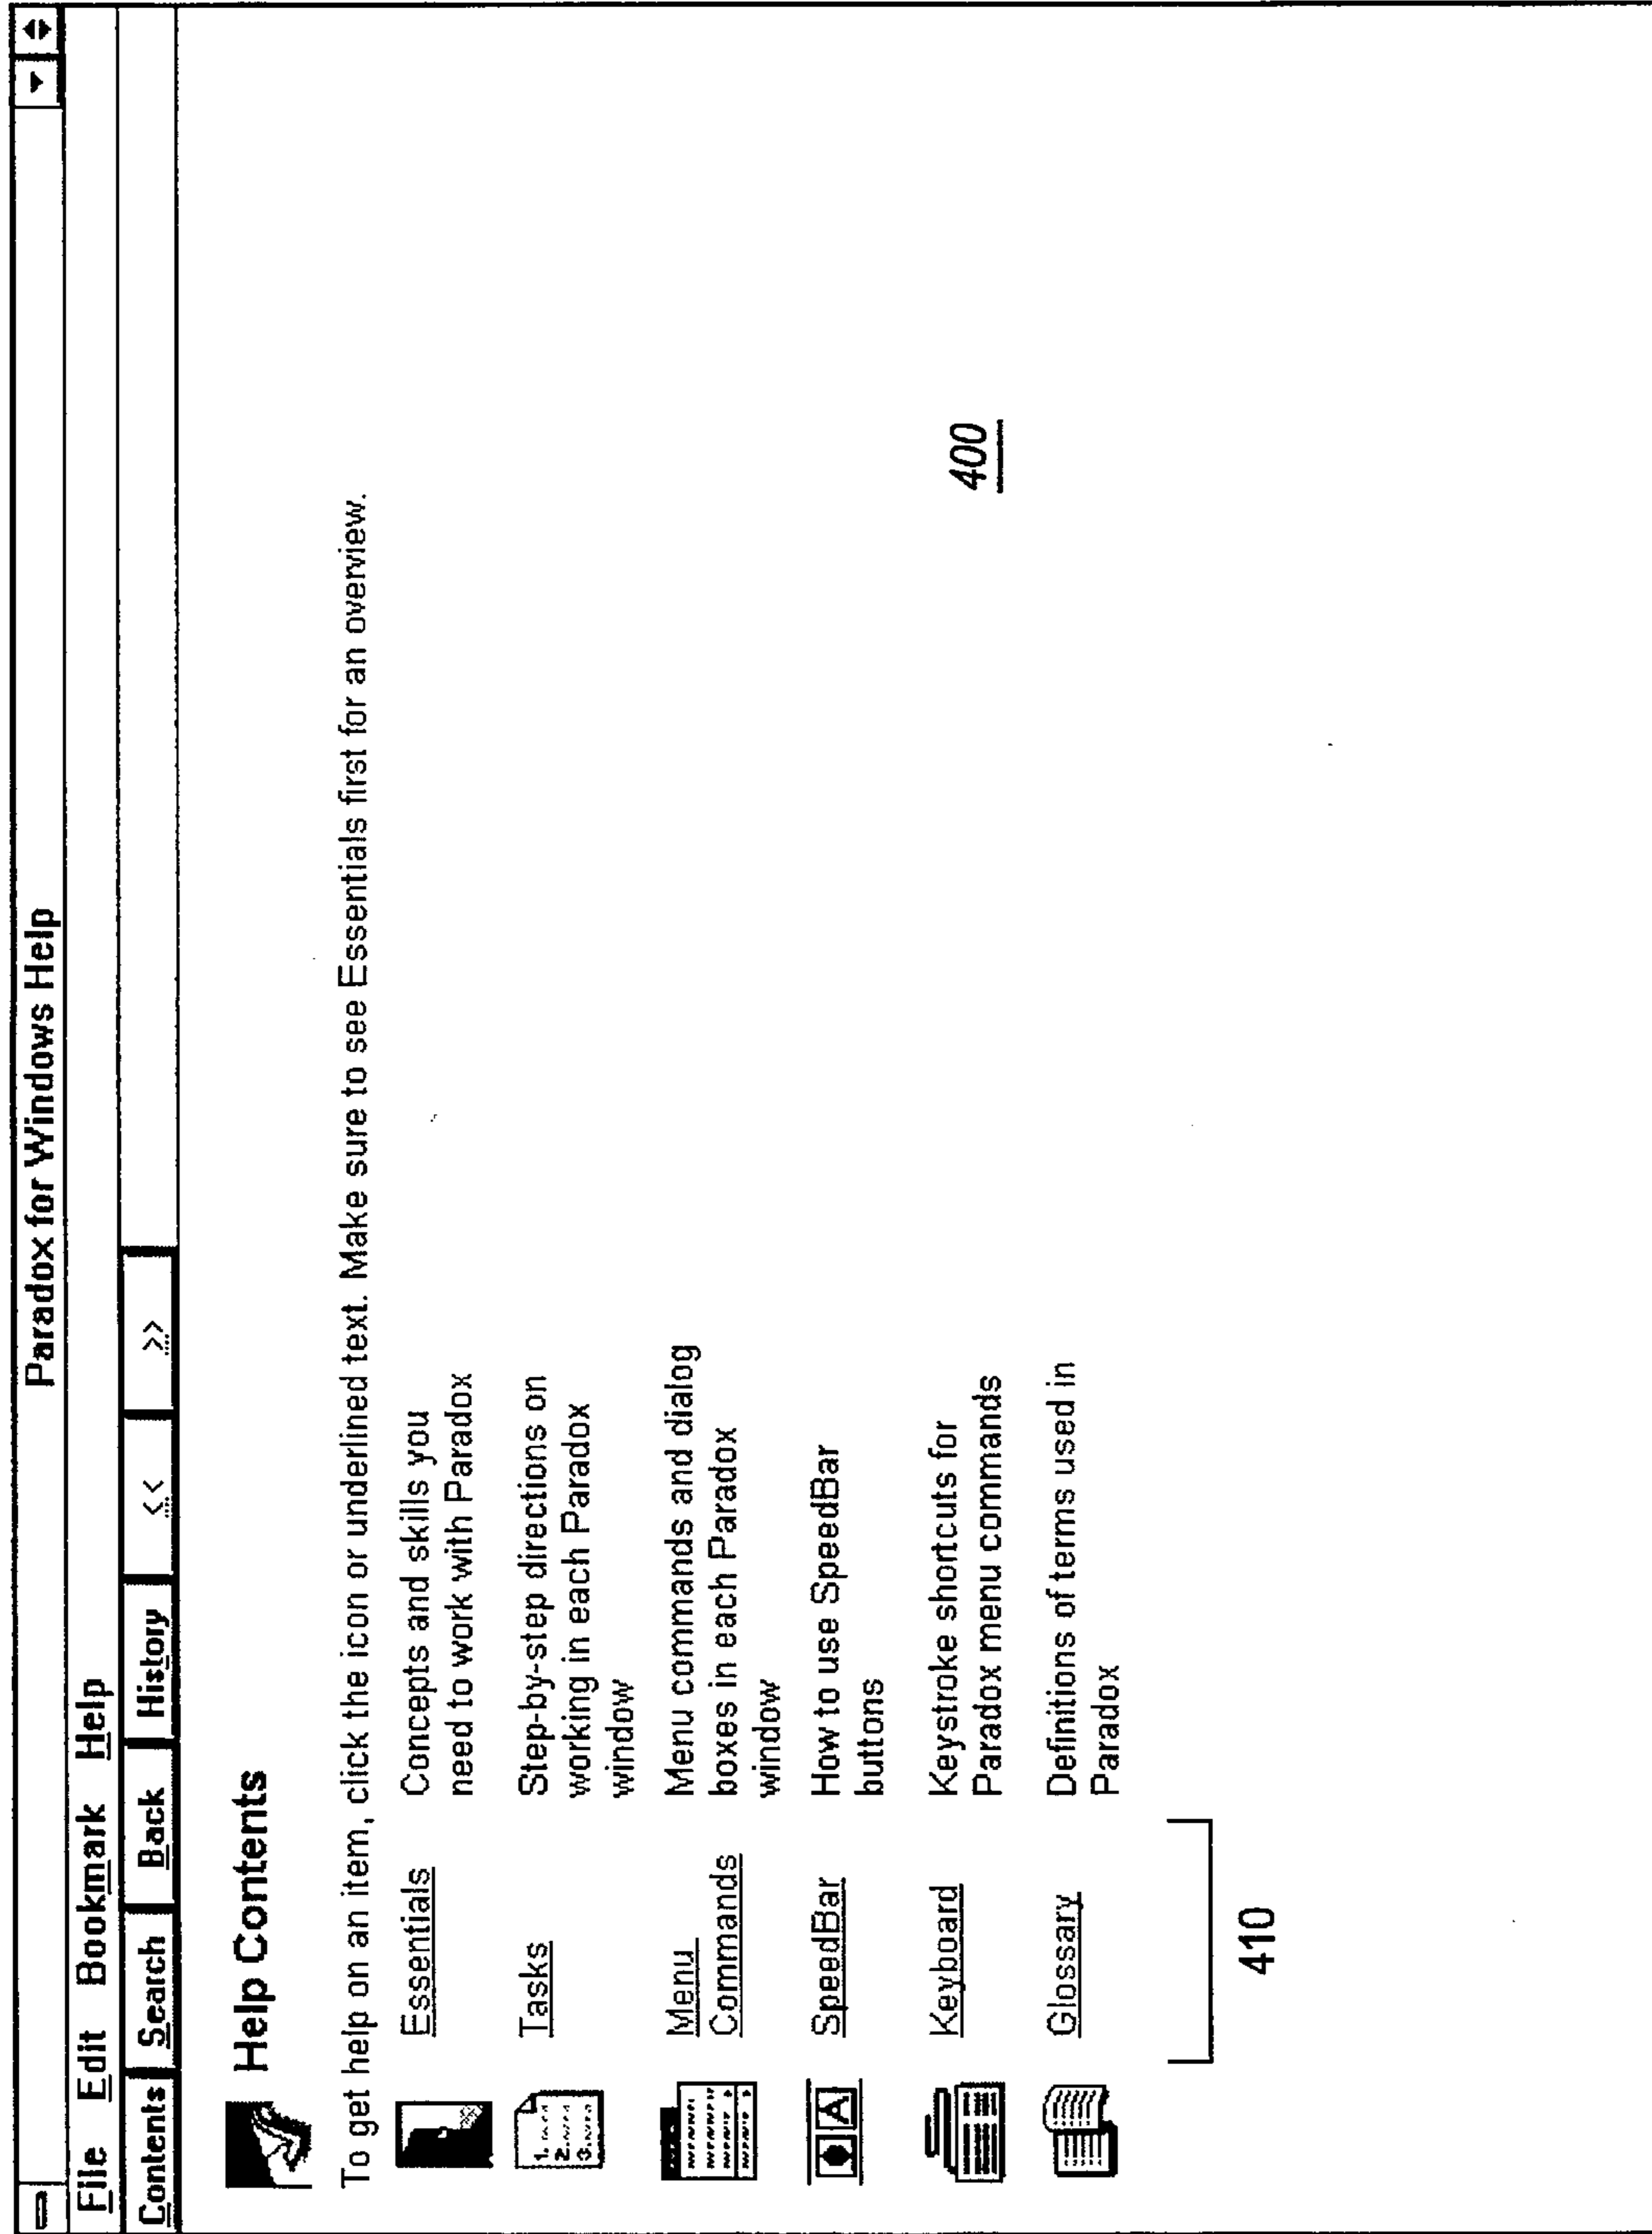 Paradox for Windows Help
File Edit Bookmark Help
Contents Search Back History << >>
Help Contents
To get help on an item, click the icon or underlined text. Make sure to see Essentials first for an overview.
Essentials Concepts and skills you
need to work with Paradox
Tasks Step-by-step directions on
working in each Paradox
window
Menu Menu commands and dialog
Commands boxes in each Paradox
window
SpeedBar How to use SpeedBar
buttons
Keyboard Keystroke shortcuts for
Paradox menu commands
Glossary Definitions of terms used in
Paradox
1.
2.
3.
A
400
410